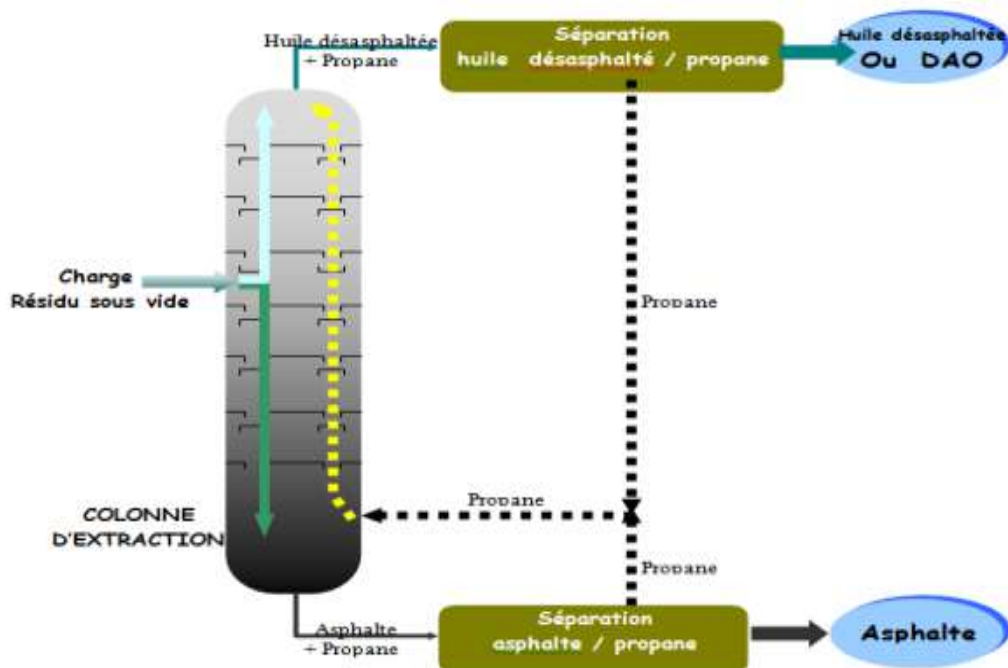 Huile désasphaltée
+ Propane
Séparation
huile désasphalté / propane
Huile désasphaltée
Ou DAO
Charge
Résidu sous vide
Propane
COLONNE
D'EXTRACTION
Propane
Propane
Asphalte
+ Propane
Séparation
asphalte / propane
Asphalte